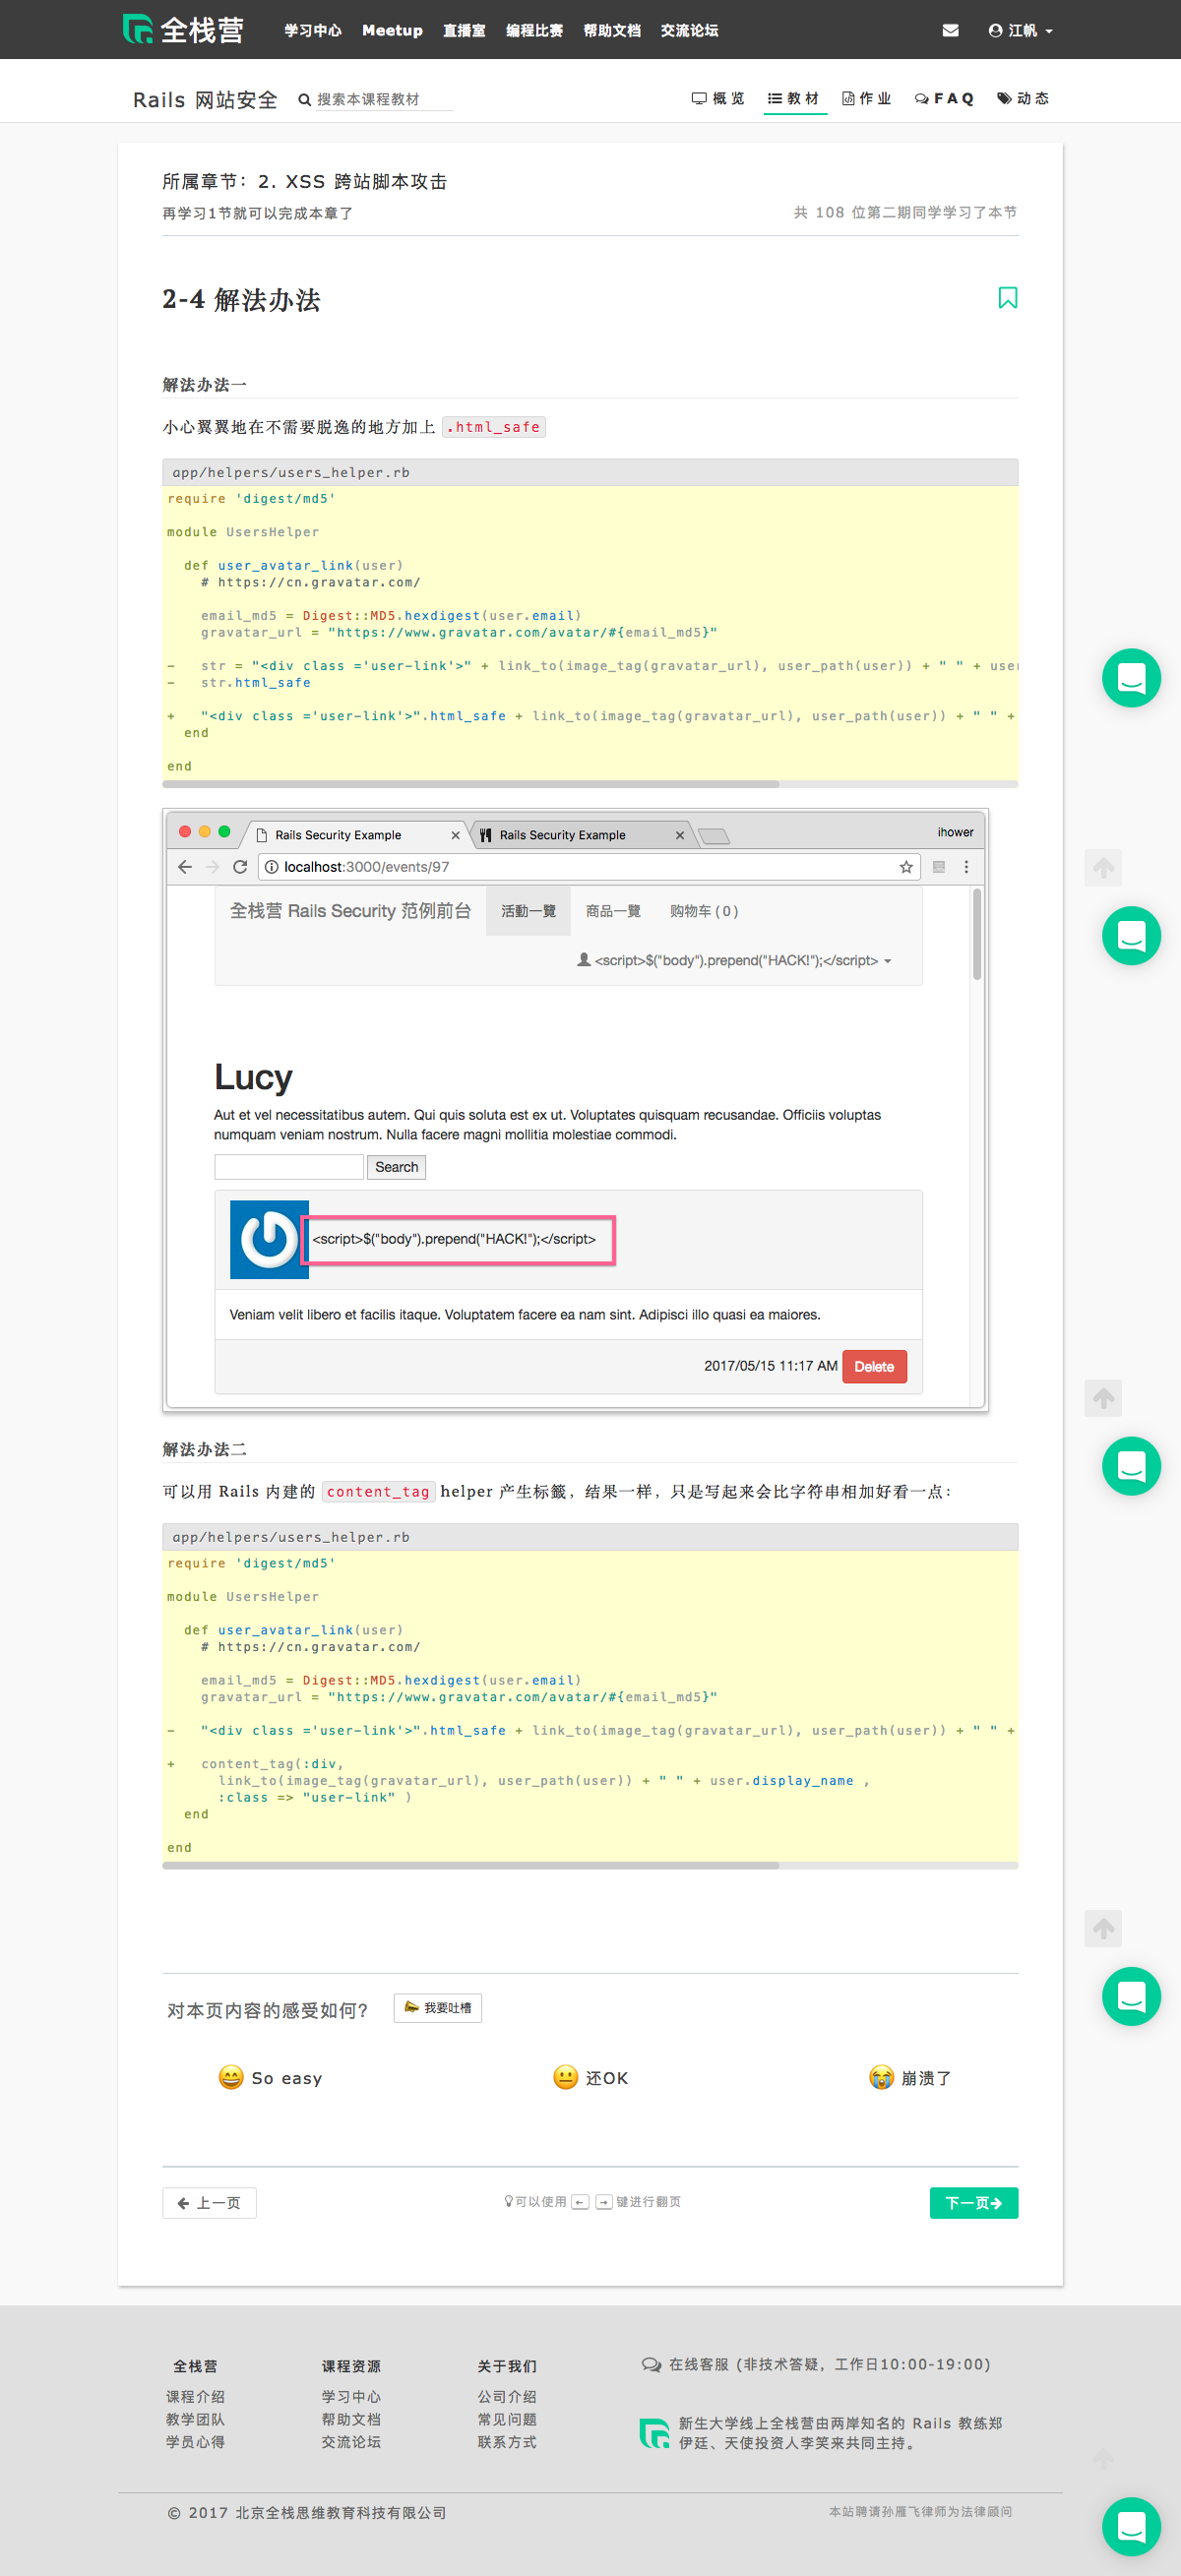 全栈营 学习中心 Meetup 直播室 编程比赛 帮助文档 交流论坛 江帆
Rails 网站安全 搜索本课程教材 概览 教材 作业 FAQ 动态
所属章节：2. XSS 跨站脚本攻击
再学习1节就可以完成本章了 共 108 位第二期同学学习了本节
2-4 解法办法
解法办法一
小心翼翼地在不需要脱逸的地方加上 .html_safe
app/helpers/users_helper.rb
require 'digest/md5'
module UsersHelper
def user_avatar_link(user)
# https://cn.gravatar.com/
email_md5 = Digest::MD5.hexdigest(user.email)
gravatar_url = "https://www.gravatar.com/avatar/#{email_md5}"
- str = "<div class ='user-link'>" + link_to(image_tag(gravatar_url), user_path(user)) + " " + user
- str.html_safe
+ "<div class ='user-link'>".html_safe + link_to(image_tag(gravatar_url), user_path(user)) + " " +
end
end
Rails Security Example Rails Security Example ihower
localhost:3000/events/97
全栈营 Rails Security 范例前台 活動一覽 商品一覽 购物车 ( 0 )
<script>$("body").prepend("HACK!");</script>
Lucy
Aut et vel necessitatibus autem. Qui quis soluta est ex ut. Voluptates quisquam recusandae. Officiis voluptas
numquam veniam nostrum. Nulla facere magni mollitia molestiae commodi.
Search
<script>$("body").prepend("HACK!");</script>
Veniam velit libero et facilis itaque. Voluptatem facere ea nam sint. Adipisci illo quasi ea maiores.
2017/05/15 11:17 AM Delete
解法办法二
可以用 Rails 内建的 content_tag helper 产生标籤，结果一样，只是写起来会比字符串相加好看一点：
app/helpers/users_helper.rb
require 'digest/md5'
module UsersHelper
def user_avatar_link(user)
# https://cn.gravatar.com/
email_md5 = Digest::MD5.hexdigest(user.email)
gravatar_url = "https://www.gravatar.com/avatar/#{email_md5}"
- "<div class ='user-link'>".html_safe + link_to(image_tag(gravatar_url), user_path(user)) + " " +
+ content_tag(:div,
link_to(image_tag(gravatar_url), user_path(user)) + " " + user.display_name ,
:class => "user-link" )
end
end
对本页内容的感受如何？ 我要吐槽
So easy 还OK 崩溃了
上一页 可以使用 ← → 键进行翻页 下一页
全栈营 课程资源 关于我们 在线客服 (非技术答疑，工作日10:00-19:00)
课程介绍 学习中心 公司介绍
教学团队 帮助文档 常见问题 新生大学线上全栈营由两岸知名的 Rails 教练郑
学员心得 交流论坛 联系方式 伊廷、天使投资人李笑来共同主持。
© 2017 北京全栈思维教育科技有限公司 本站聘请孙雁飞律师为法律顾问